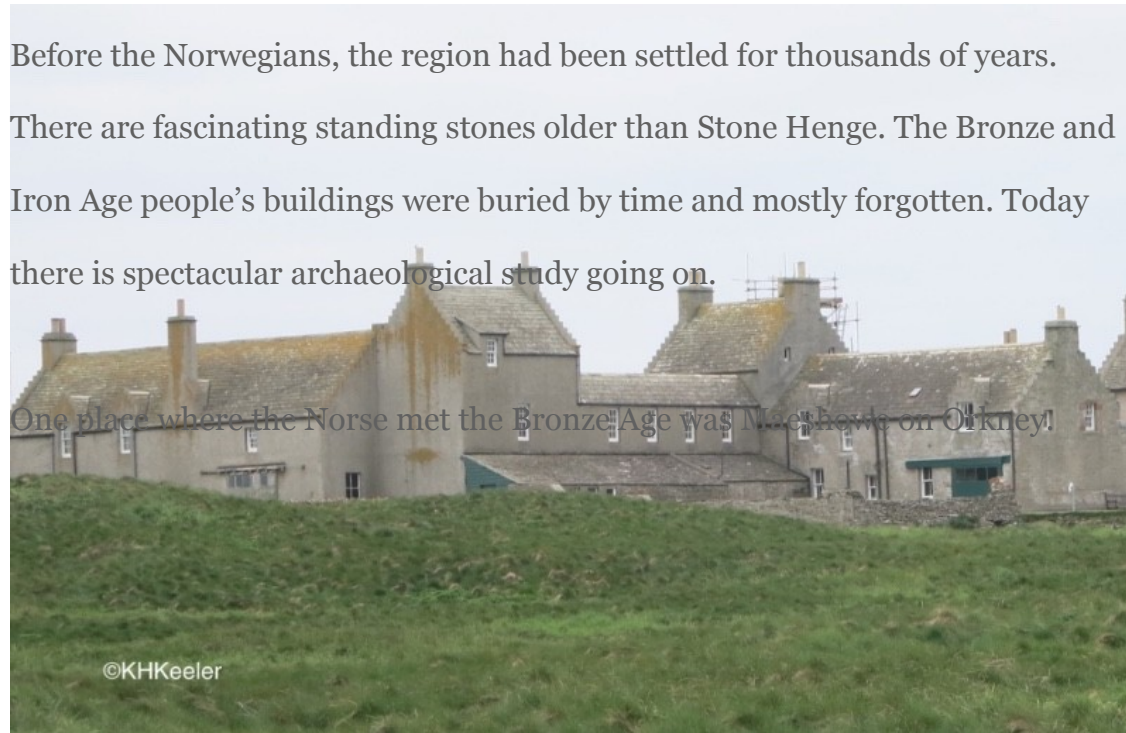 Before the Norwegians, the region had been settled for thousands of years.
There are fascinating standing stones older than Stone Henge. The Bronze and
Iron Age people’s buildings were buried by time and mostly forgotten. Today
there is spectacular archaeological study going on.
One place where the Norse met the Bronze Age was Maeshowe on Orkney.
©KHKeeler